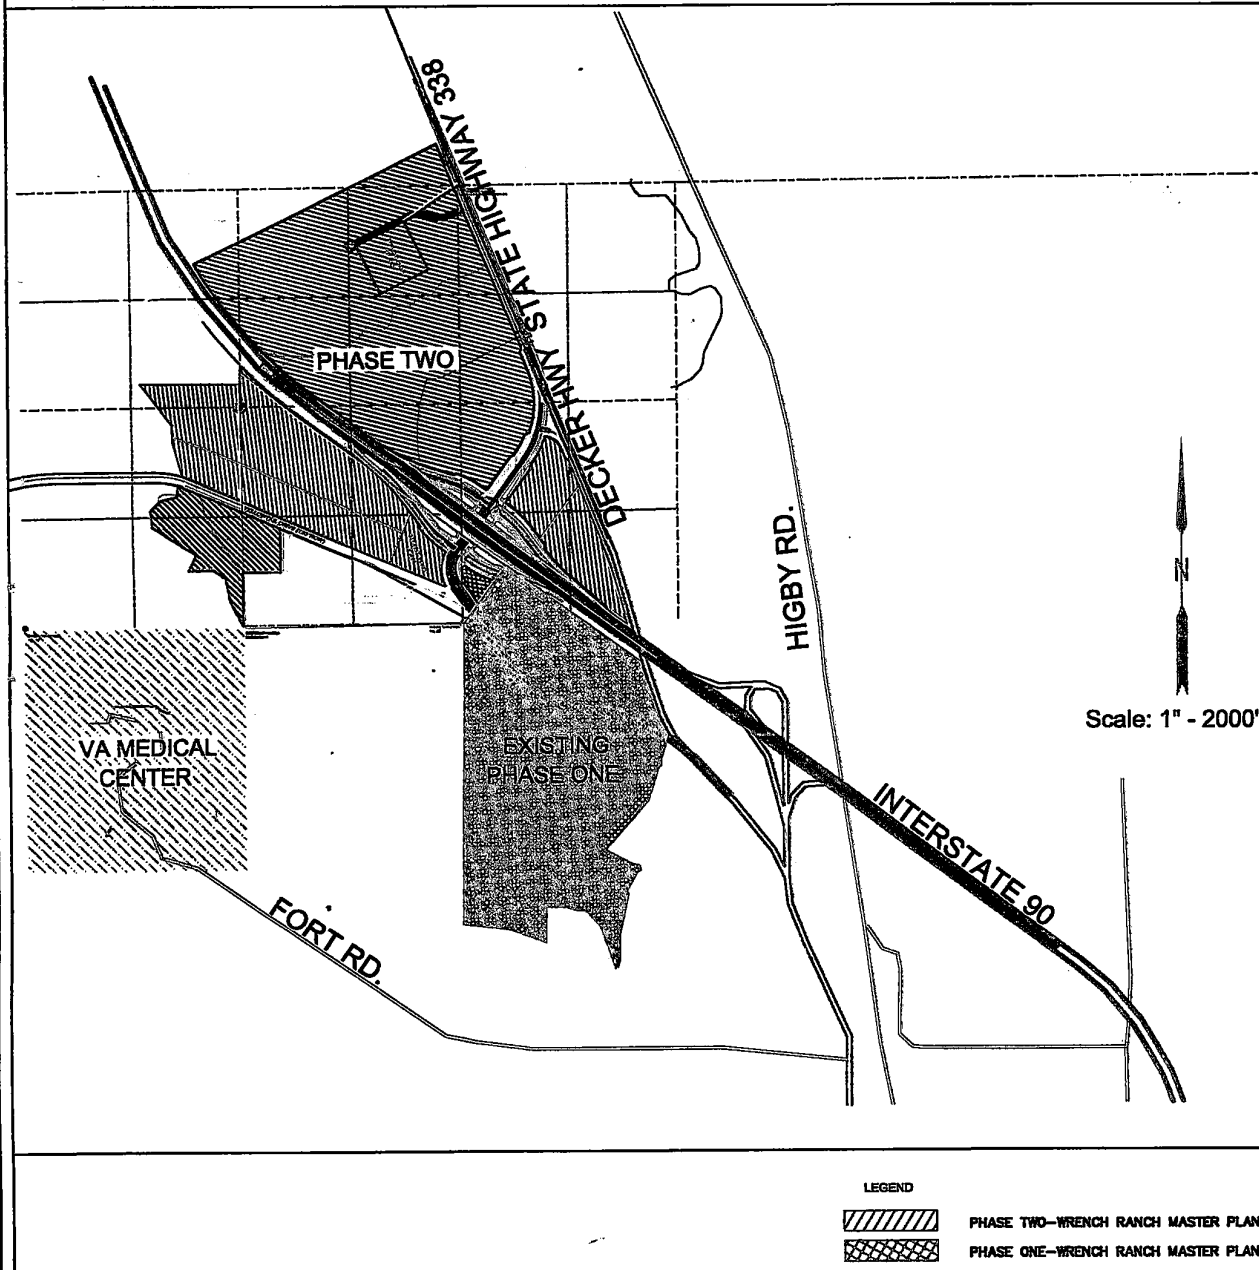 DECKER HWY STATE HIGHWAY 338
PHASE TWO
HIGBY RD.
N
Scale: 1" - 2000'
VA MEDICAL
CENTER
EXISTING
PHASE ONE
INTERSTATE 90
FORT RD.
LEGEND
PHASE TWO-WRENCH RANCH MASTER PLAN
PHASE ONE-WRENCH RANCH MASTER PLAN